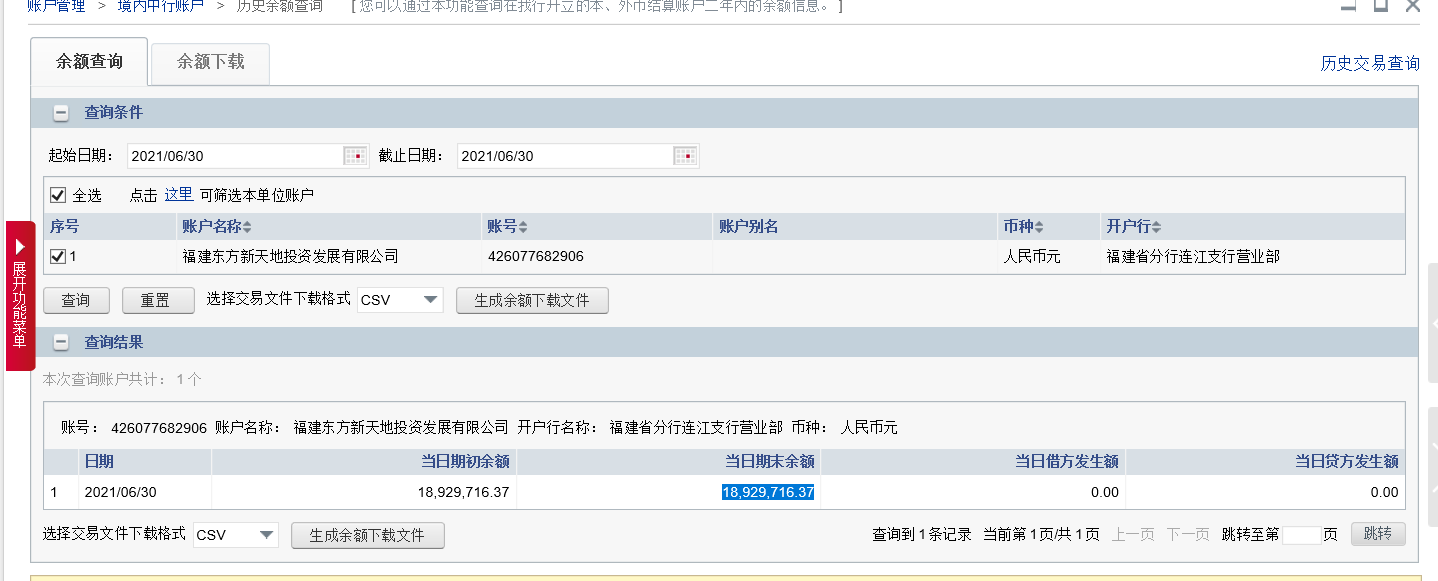 账户管理 > 境内中行账户 > 历史余额查询 [ 您可以通过本功能查询在我行开立的本、外币结算账户二年内的余额信息。 ]
余额查询 余额下载 历史交易查询
查询条件
起始日期： 2021/06/30 截止日期： 2021/06/30
全选 点击 这里 可筛选本单位账户
序号 账户名称 账号 账户别名 币种 开户行
1 福建东方新天地投资发展有限公司 426077682906 人民币元 福建省分行连江支行营业部
查询 重置 选择交易文件下载格式 CSV 生成余额下载文件
展开功能菜单
查询结果
本次查询账户共计： 1 个
账号： 426077682906 账户名称： 福建东方新天地投资发展有限公司 开户行名称： 福建省分行连江支行营业部 币种： 人民币元
日期 当日期初余额 当日期末余额 当日借方发生额 当日贷方发生额
1 2021/06/30 18,929,716.37 18,929,716.37 0.00 0.00
选择交易文件下载格式 CSV 生成余额下载文件 查询到 1 条记录 当前第 1 页/共 1 页 上一页 下一页 跳转至第 页 跳转